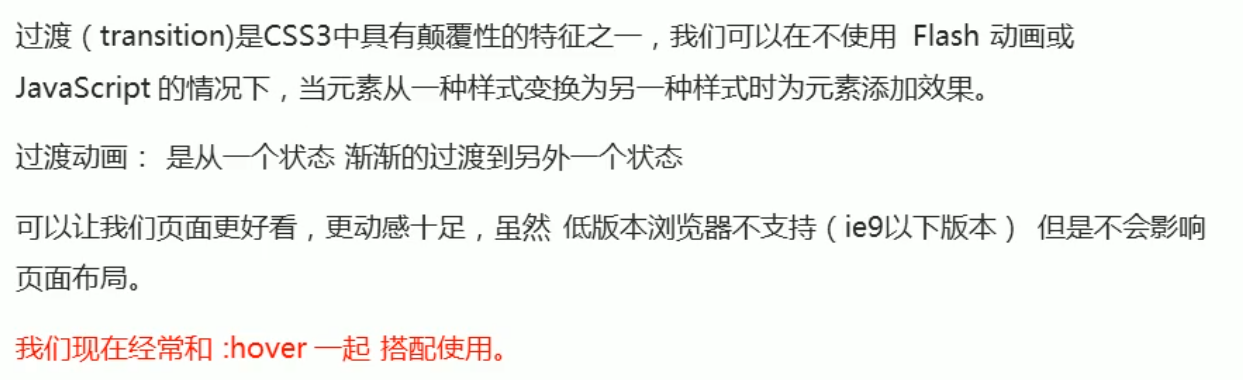 过渡（transition)是CSS3中具有颠覆性的特征之一，我们可以在不使用 Flash 动画或
JavaScript 的情况下，当元素从一种样式变换为另一种样式时为元素添加效果。
过渡动画： 是从一个状态 渐渐的过渡到另外一个状态
可以让我们页面更好看，更动感十足，虽然 低版本浏览器不支持（ie9以下版本） 但是不会影响
页面布局。
我们现在经常和 :hover 一起 搭配使用。